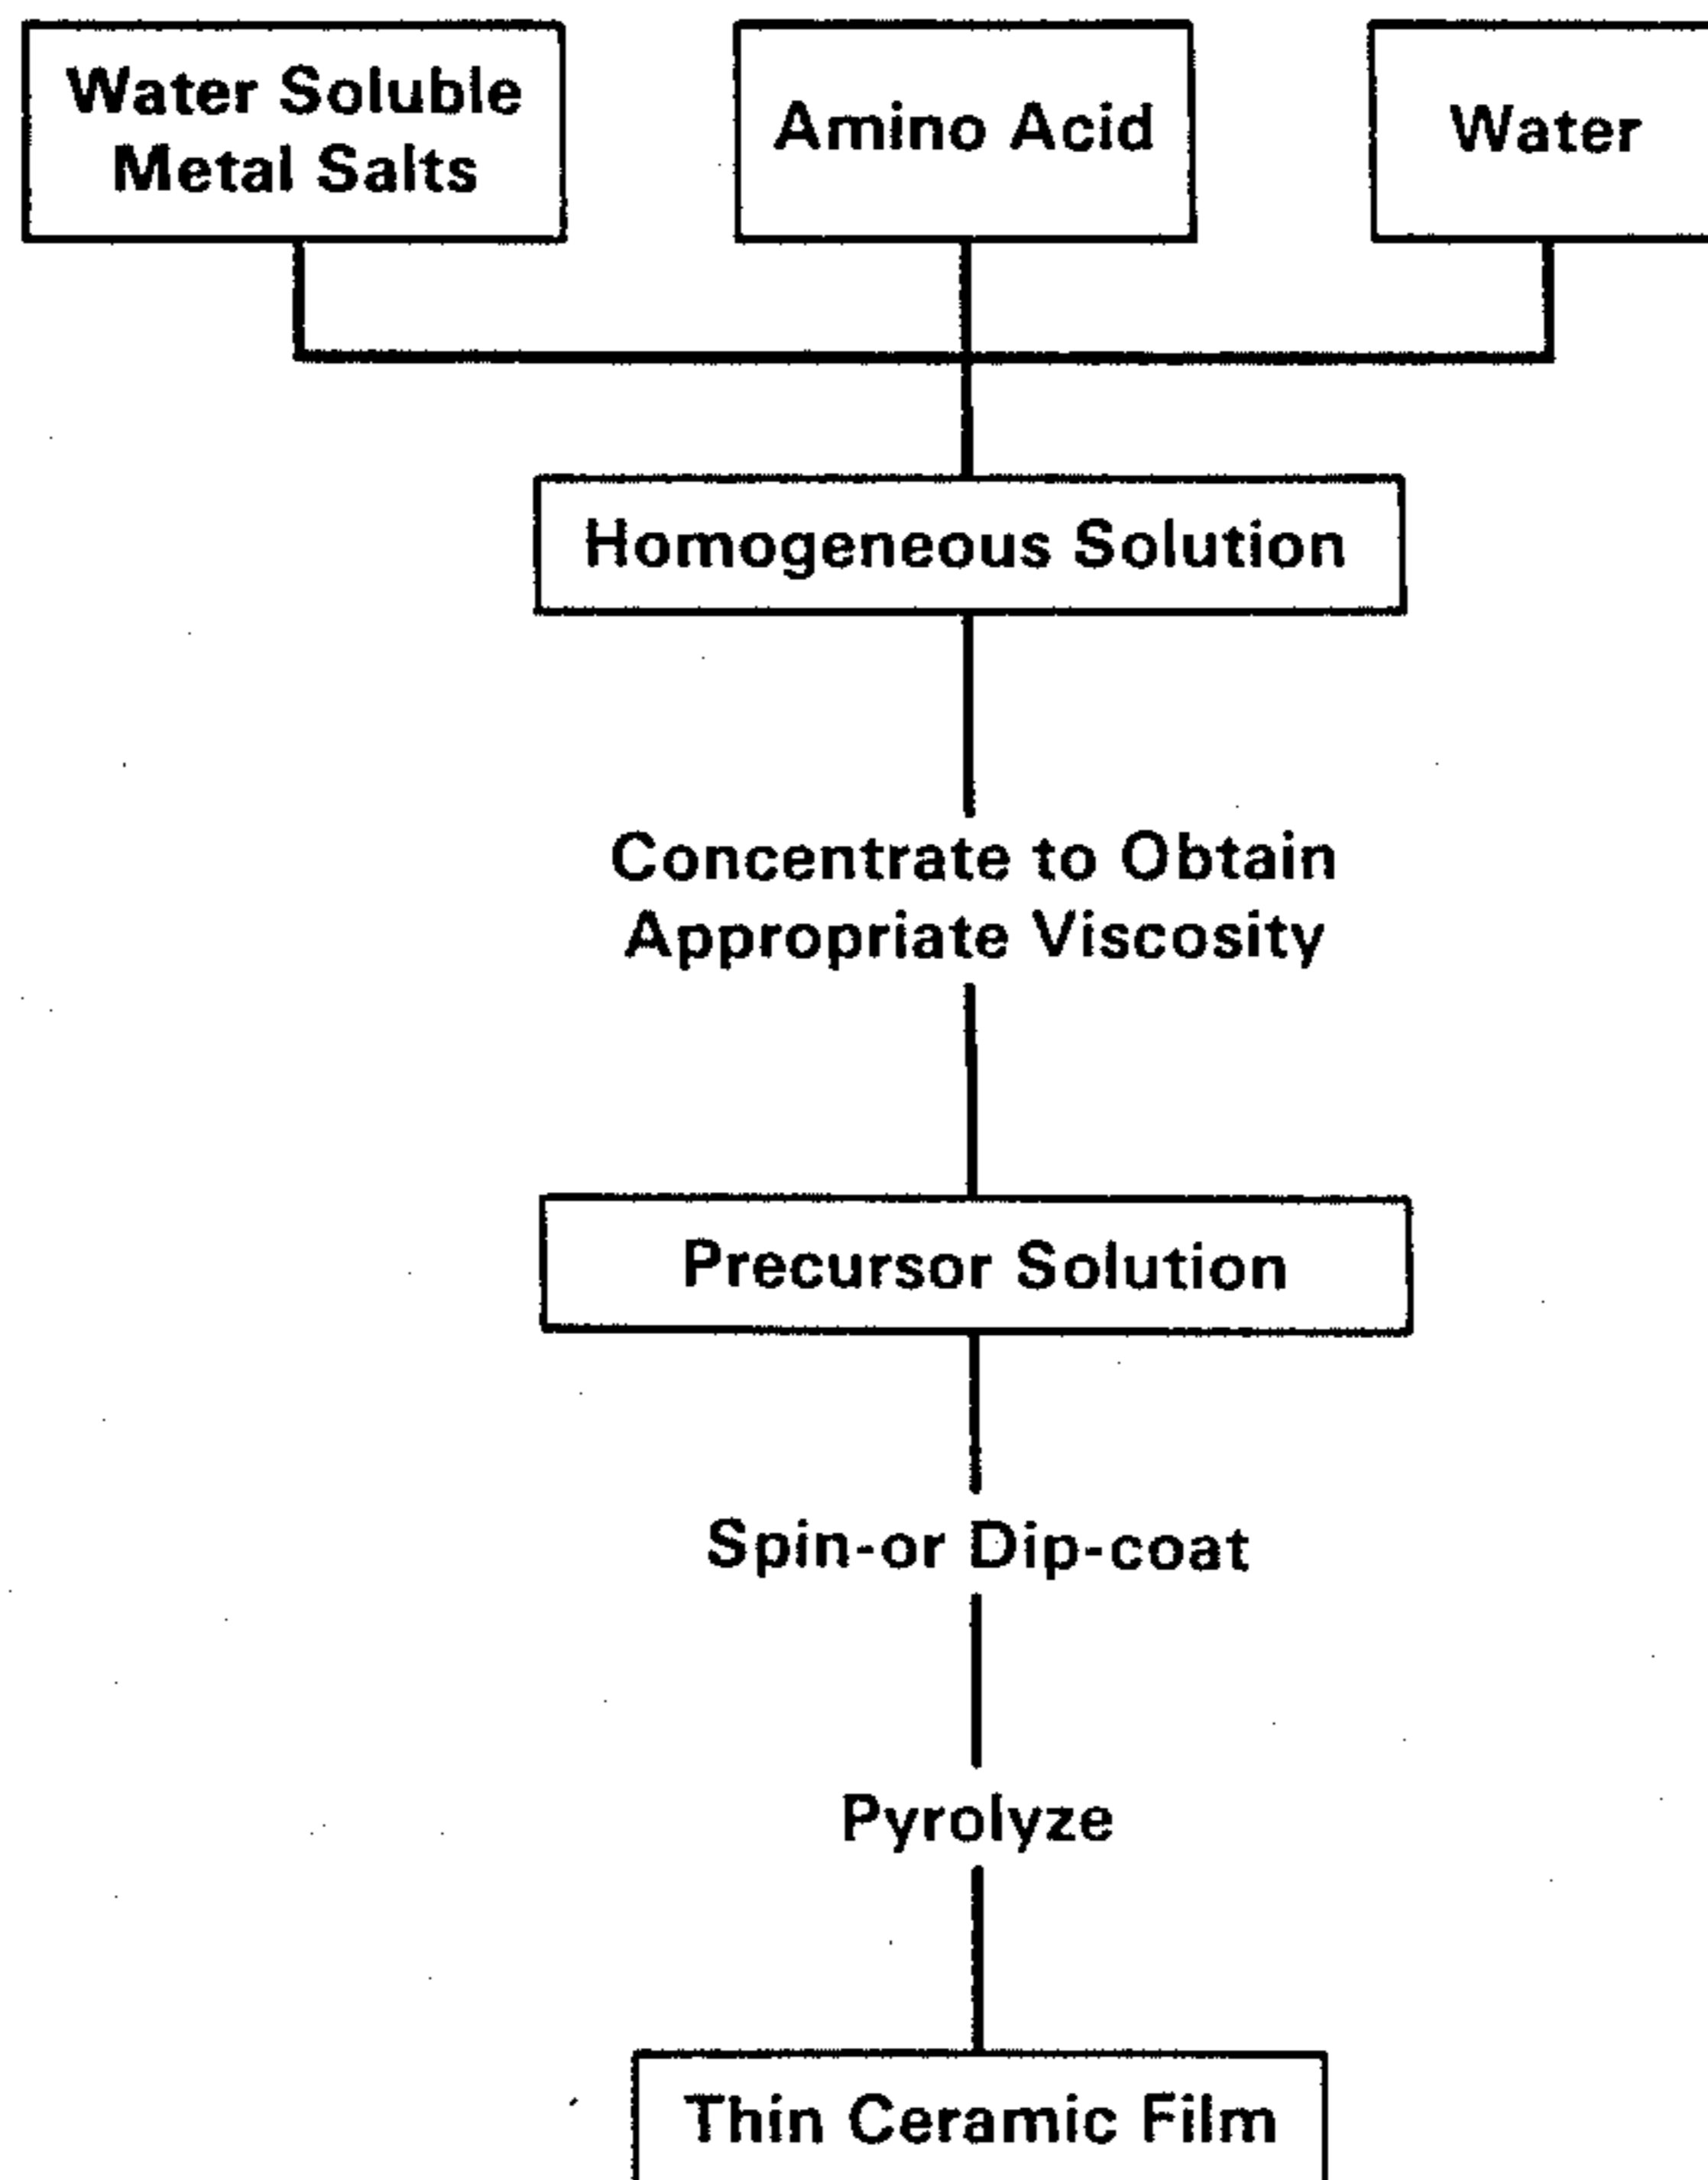 Water Soluble
Metal Salts
Amino Acid
Water
Homogeneous Solution
Concentrate to Obtain
Appropriate Viscosity
Precursor Solution
Spin-or Dip-coat
Pyrolyze
Thin Ceramic Film